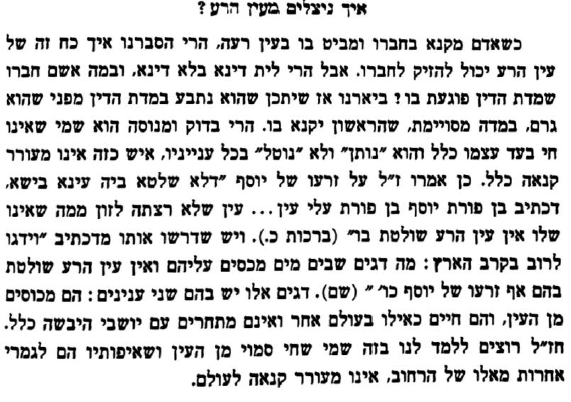 איך ניצלים מעין הרע?
כשאדם מקנא בחברו ומביט בו בעין רעה, הרי הסברנו איך כח זה של
עין הרע יכול להזיק לחברו. אבל הרי לית דינא בלא דינא, ובמה אשם חברו
שמדת הדין פוגעת בו? ביארנו אז שיתכן שהוא נתבע במדת הדין מפני שהוא
גרם, במדה מסויימת, שהראשון יקנא בו. הרי בדוק ומנוסה הוא שמי שאינו
חי בעד עצמו כלל והוא "נותן" ולא "נוטל" בכל ענייניו, איש כזה אינו מעורר
קנאה כלל. כן אמרו ז"ל על זרעו של יוסף "דלא שלטא ביה עינא בישא,
דכתיב בן פורת יוסף בן פורת עלי עין... עין שלא רצתה לזון ממה שאינו
שלו אין עין הרע שולטת בו" (ברכות כ.). ויש שדרשו אותו מדכתיב "וידגו
לרוב בקרב הארץ: מה דגים שבים מים מכסים עליהם ואין עין הרע שולטת
בהם אף זרעו של יוסף כו' " (שם). דגים אלו יש בהם שני ענינים: הם מכוסים
מן העין, והם חיים כאילו בעולם אחר ואינם מתחרים עם יושבי היבשה כלל.
חז"ל רוצים ללמד לנו בזה שמי שחי סמוי מן העין ושאיפותיו הם לגמרי
אחרות מאלו של הרחוב, אינו מעורר קנאה לעולם.